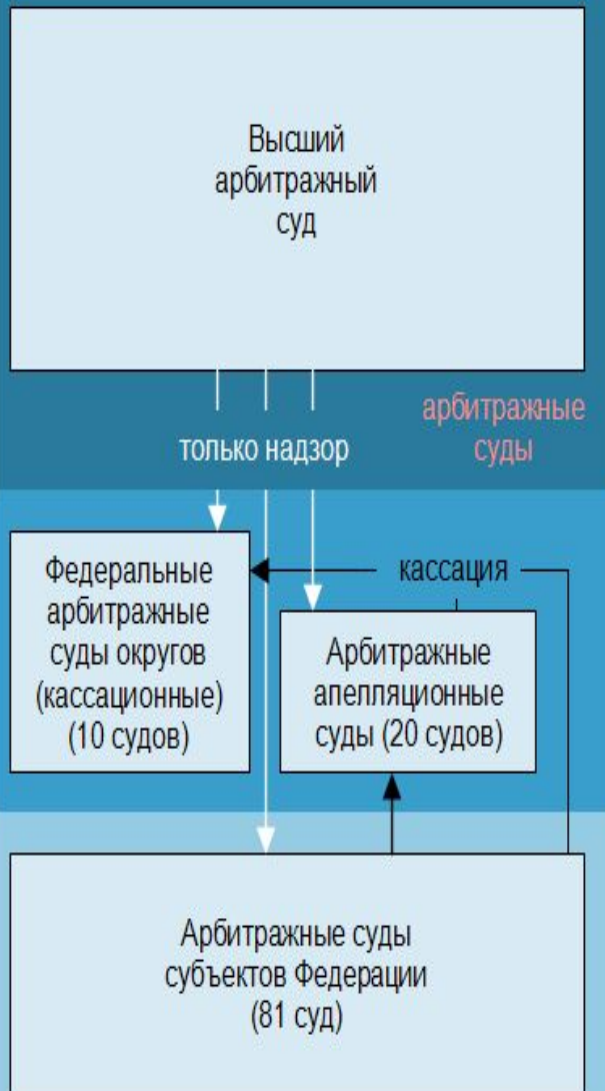 Высший
арбитражный
суд
арбитражные
суды
только надзор
кассация
Федеральные
арбитражные
суды округов
(кассационные)
(10 судов)
Арбитражные
апелляционные
суды (20 судов)
Арбитражные суды
субъектов Федерации
(81 суд)